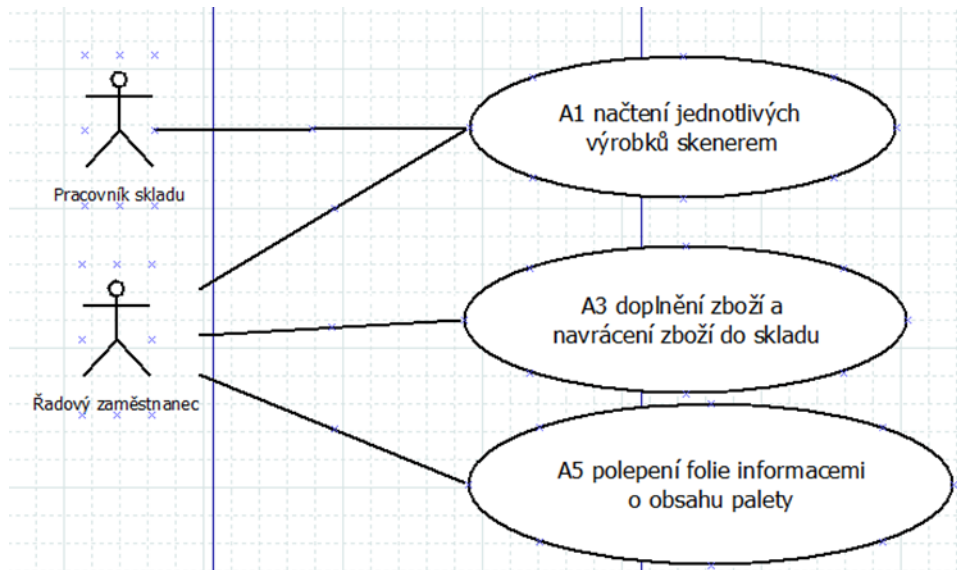 A1 načtení jednotlivých
výrobků skenerem
Pracovník skladu
A3 doplnění zboží a
navrácení zboží do skladu
Řadový zaměstnanec
A5 polepení folie informacemi
o obsahu palety